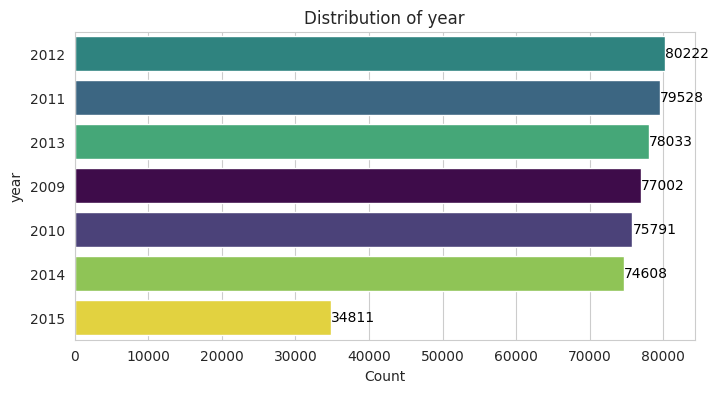 Distribution of year
year
2012 80222
2011 79528
2013 78033
2009 77002
2010 75791
2014 74608
2015 34811
0 10000 20000 30000 40000 50000 60000 70000 80000
Count